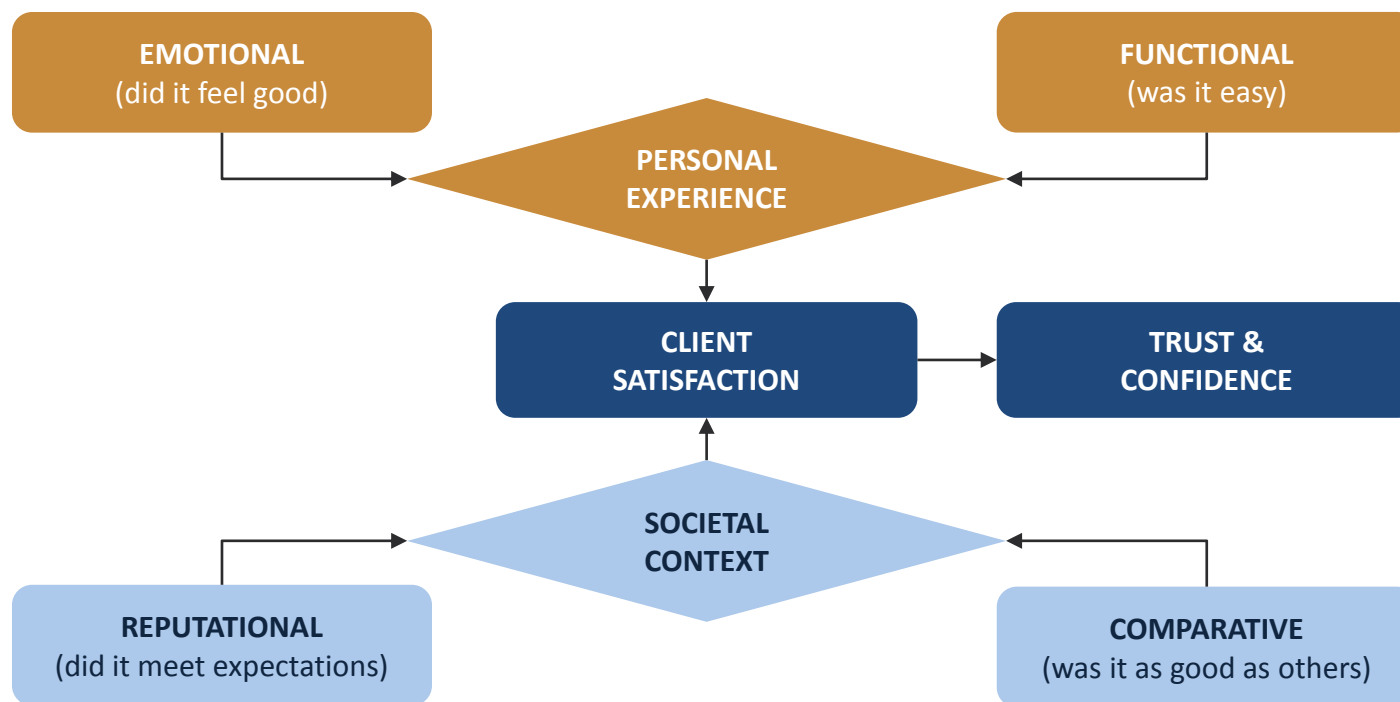 EMOTIONAL
(did it feel good)
FUNCTIONAL
(was it easy)
PERSONAL
EXPERIENCE
CLIENT
SATISFACTION
TRUST &
CONFIDENCE
SOCIETAL
CONTEXT
REPUTATIONAL
(did it meet expectations)
COMPARATIVE
(was it as good as others)